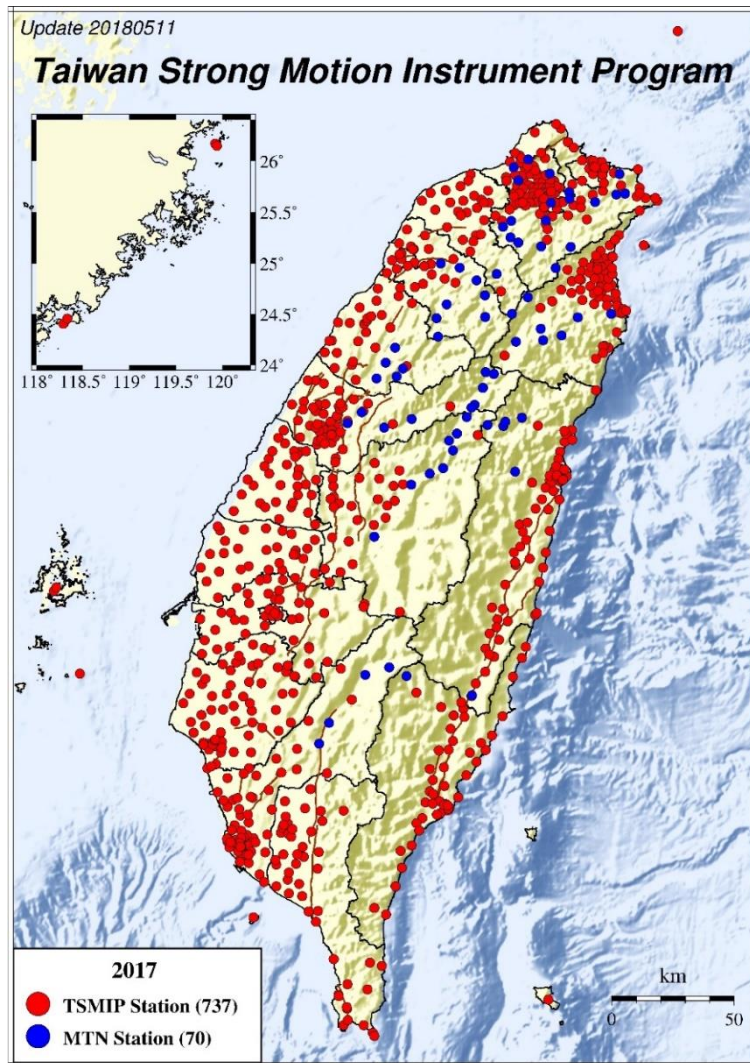 Update 20180511
Taiwan Strong Motion Instrument Program
26°
25.5°
25°
24.5°
24°
118° 118.5° 119° 119.5° 120°
2017
TSMIP Station (737)
MTN Station (70)
km
0 50